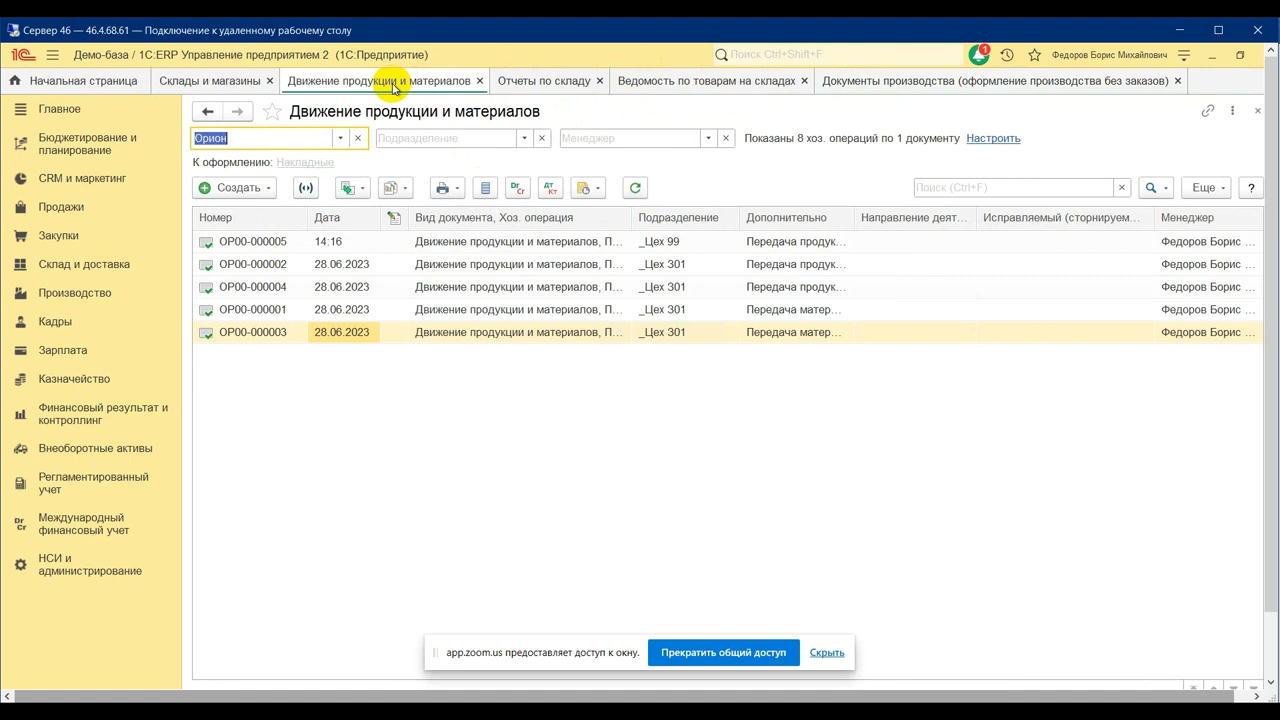 Сервер 46 — 46.4.68.61 — Подключение к удаленному рабочему столу
Демо-база / 1С:ERP Управление предприятием 2 (1С:Предприятие)
Поиск Ctrl+Shift+F
1
Федоров Борис Михайлович
Начальная страница
Склады и магазины
Движение продукции и материалов
Отчеты по складу
Ведомость по товарам на складах
Документы производства (оформление производства без заказов)
Главное
Бюджетирование и
планирование
CRM и маркетинг
Продажи
Закупки
Склад и доставка
Производство
Кадры
Зарплата
Казначейство
Финансовый результат и
контроллинг
Внеоборотные активы
Регламентированный
учет
Международный
финансовый учет
НСИ и
администрирование
Движение продукции и материалов
Орион
Подразделение
Менеджер
Показаны 8 хоз. операций по 1 документу
Настроить
К оформлению: Накладные
Создать
Поиск (Ctrl+F)
Еще
?
Номер Дата Вид документа, Хоз. операция Подразделение Дополнительно Направление деят... Исправляемый (сторнируем... Менеджер
ОР00-000005 14:16 Движение продукции и материалов, П... _Цех 99 Передача продук... Федоров Борис ...
ОР00-000002 28.06.2023 Движение продукции и материалов, П... _Цех 301 Передача продук... Федоров Борис ...
ОР00-000004 28.06.2023 Движение продукции и материалов, П... _Цех 301 Передача продук... Федоров Борис ...
ОР00-000001 28.06.2023 Движение продукции и материалов, П... _Цех 301 Передача матер... Федоров Борис ...
ОР00-000003 28.06.2023 Движение продукции и материалов, П... _Цех 301 Передача матер... Федоров Борис ...
app.zoom.us предоставляет доступ к окну.
Прекратить общий доступ
Скрыть